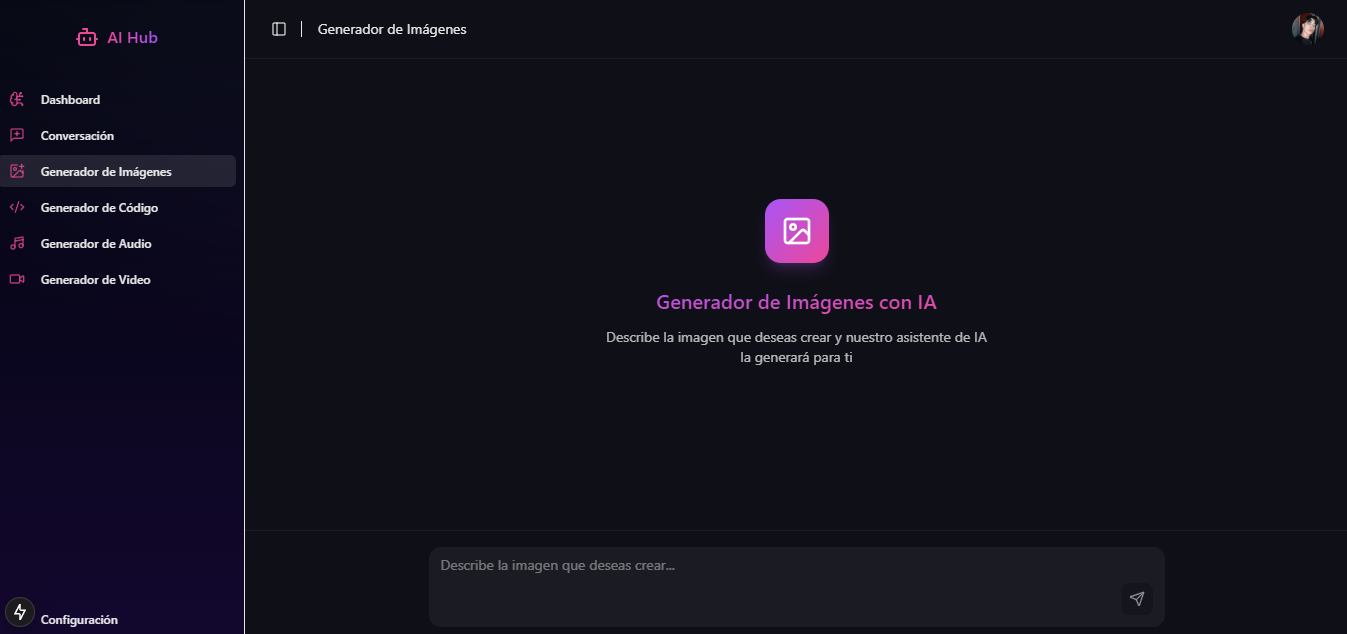 AI Hub
Dashboard
Conversación
Generador de Imágenes
Generador de Código
Generador de Audio
Generador de Video
Configuración
Generador de Imágenes
Generador de Imágenes con IA
Describe la imagen que deseas crear y nuestro asistente de IA
la generará para ti
Describe la imagen que deseas crear...